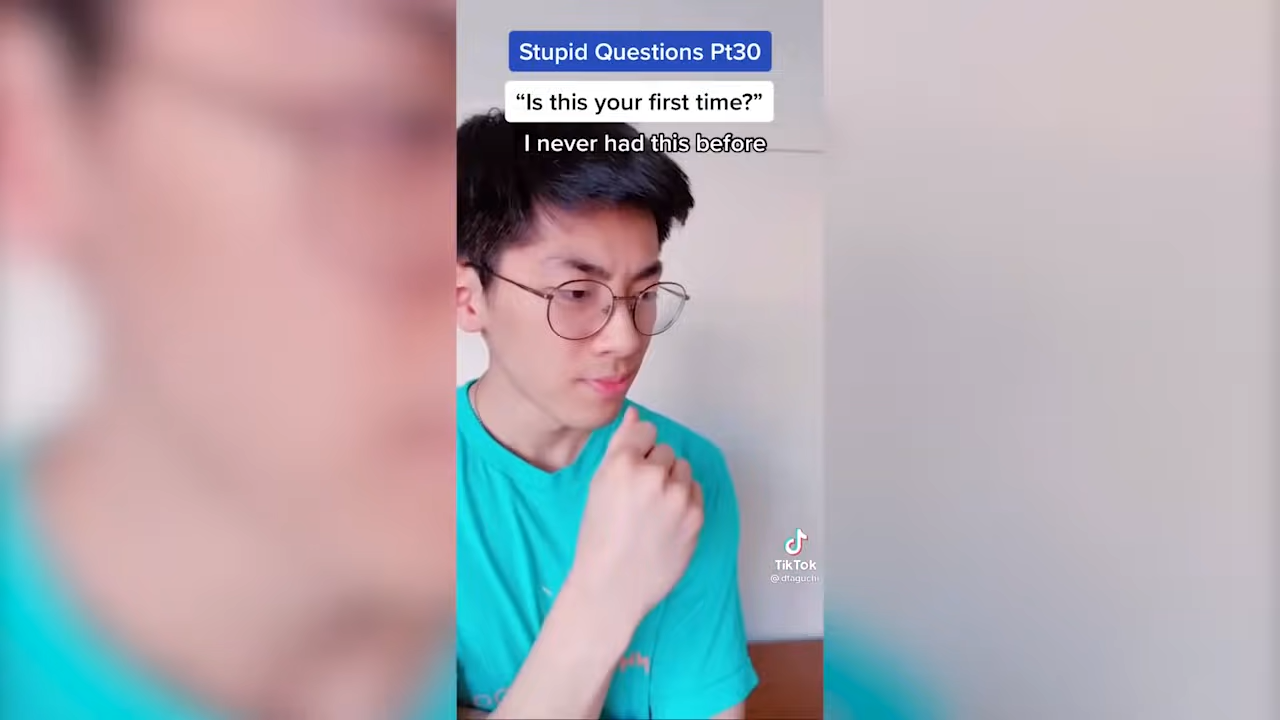 Stupid Questions Pt30
“Is this your first time?”
I never had this before
TikTok
@dtaguchi